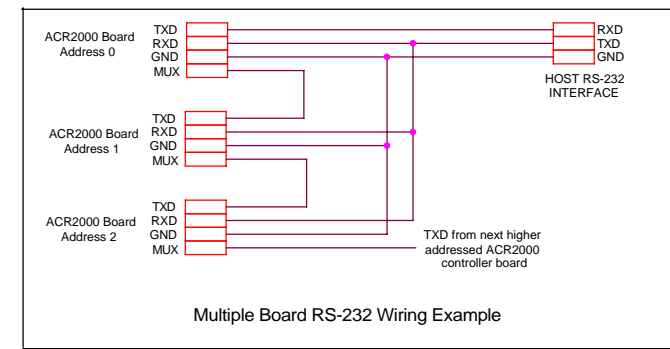 ACR2000 Board
Address 0
TXD
RXD
GND
MUX
RXD
TXD
GND
HOST RS-232
INTERFACE
ACR2000 Board
Address 1
TXD
RXD
GND
MUX
ACR2000 Board
Address 2
TXD
RXD
GND
MUX
TXD from next higher
addressed ACR2000
controller board
Multiple Board RS-232 Wiring Example